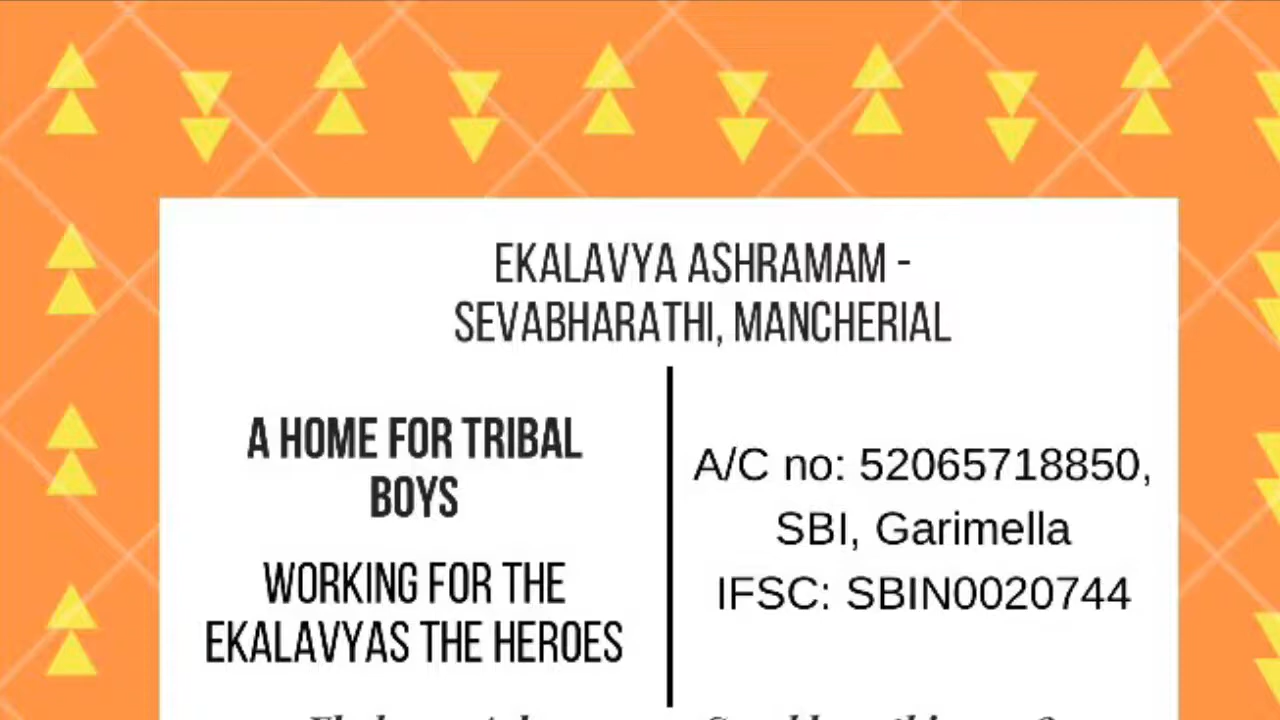 EKALAVYA ASHRAMAM -
SEVABHARATHI, MANCHERIAL
A HOME FOR TRIBAL
BOYS
WORKING FOR THE
EKALAVYAS THE HEROES
A/C no: 52065718850,
SBI, Garimella
IFSC: SBIN0020744